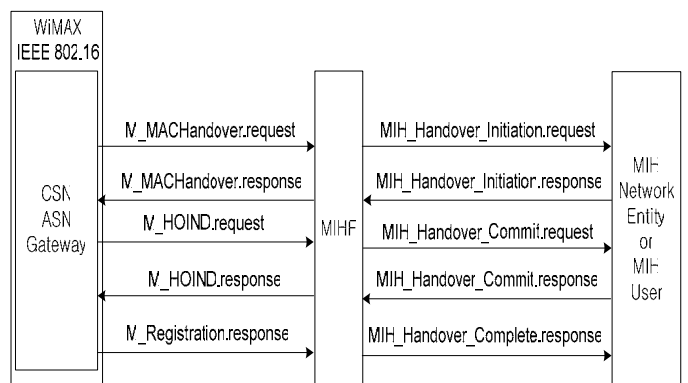 WiMAX
IEEE 802.16
CSN
ASN
Gateway
M_MACHandover.request
M_MACHandover.response
M_HOIND.request
M_HOIND.response
M_Registration.response
MIHF
MIH_Handover_Initiation.request
MIH_Handover_Initiation.response
MIH_Handover_Commit.request
MIH_Handover_Commit.response
MIH_Handover_Complete.response
MIH
Network
Entity
or
MIH
User